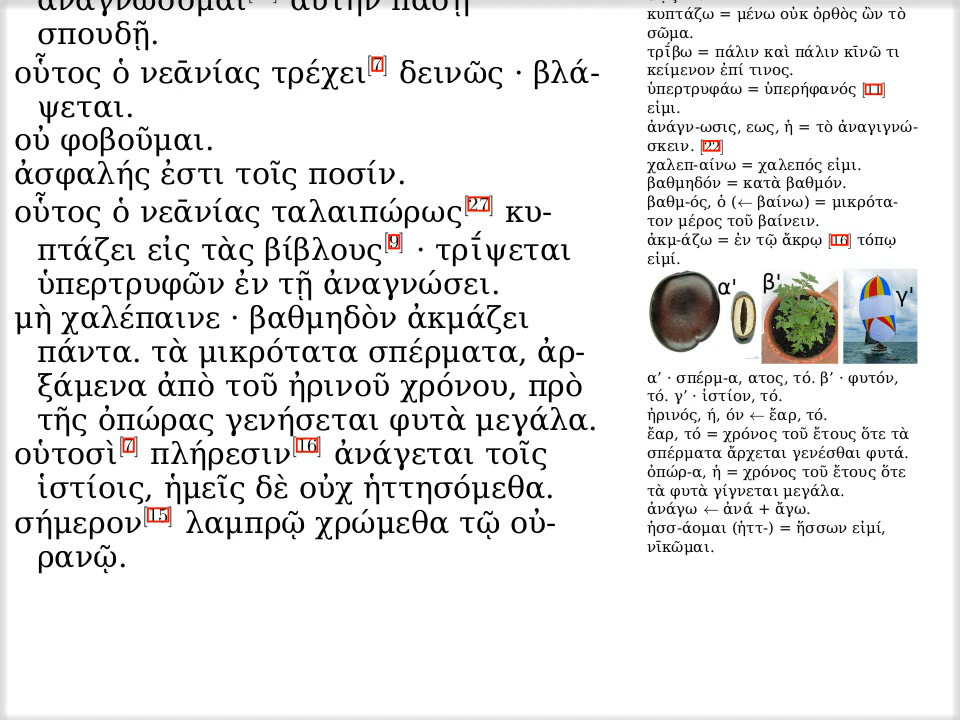 ἀναγνώσομαι αὐτὴν πάσῃ
σπουδῇ.
οὗτος ὁ νεᾱνίας τρέχει[7] δεινῶς · βλά-
ψεται.
οὐ φοβοῦμαι.
ἀσφαλής ἐστι τοῖς ποσίν.
οὗτος ὁ νεᾱνίας ταλαιπώρως[27] κυ-
πτάζει εἰς τὰς βίβλους[9] · τρῑ́ψεται
ὑπερτρυφῶν ἐν τῇ ἀναγνώσει.
μὴ χαλέπαινε · βαθμηδὸν ἀκμάζει
πάντα. τὰ μικρότατα σπέρματα, ἀρ-
ξάμενα ἀπὸ τοῦ ἠρινοῦ χρόνου, πρὸ
τῆς ὀπώρας γενήσεται φυτὰ μεγάλα.
οὑτοσὶ[7] πλήρεσιν[16] ἀνάγεται τοῖς
ἱστίοις, ἡμεῖς δὲ οὐχ ἡττησόμεθα.
σήμερον[15] λαμπρῷ χρώμεθα τῷ οὐ-
ρανῷ.
κυπτάζω = μένω οὐκ ὀρθὸς ὢν τὸ
σῶμα.
τρῑ́βω = πάλιν καὶ πάλιν κῑνῶ τι
κείμενον ἐπί τινος.
ὑπερτρυφάω = ὑπερήφανός [11]
εἰμι.
ἀνάγν-ωσις, εως, ἡ = τὸ ἀναγιγνώ-
σκειν. [22]
χαλεπ-αίνω = χαλεπός εἰμι.
βαθμηδόν = κατὰ βαθμόν.
βαθμ-ός, ὁ (← βαίνω) = μικρότα-
τον μέρος τοῦ βαίνειν.
ἀκμ-άζω = ἐν τῷ ἄκρῳ [16] τόπῳ
εἰμί.
α' β' γ'
α’ · σπέρμ-α, ατος, τό. β’ · φυτόν,
τό. γ’ · ἱστίον, τό.
ἠρινός, ή, όν ← ἔαρ, τό.
ἔαρ, τό = χρόνος τοῦ ἔτους ὅτε τὰ
σπέρματα ἄρχεται γενέσθαι φυτά.
ὀπώρ-α, ἡ = χρόνος τοῦ ἔτους ὅτε
τὰ φυτὰ γίγνεται μεγάλα.
ἀνάγω ← ἀνά + ἄγω.
ἡσσ-άομαι (ἡττ-) = ἥσσων εἰμί,
νῑκῶμαι.